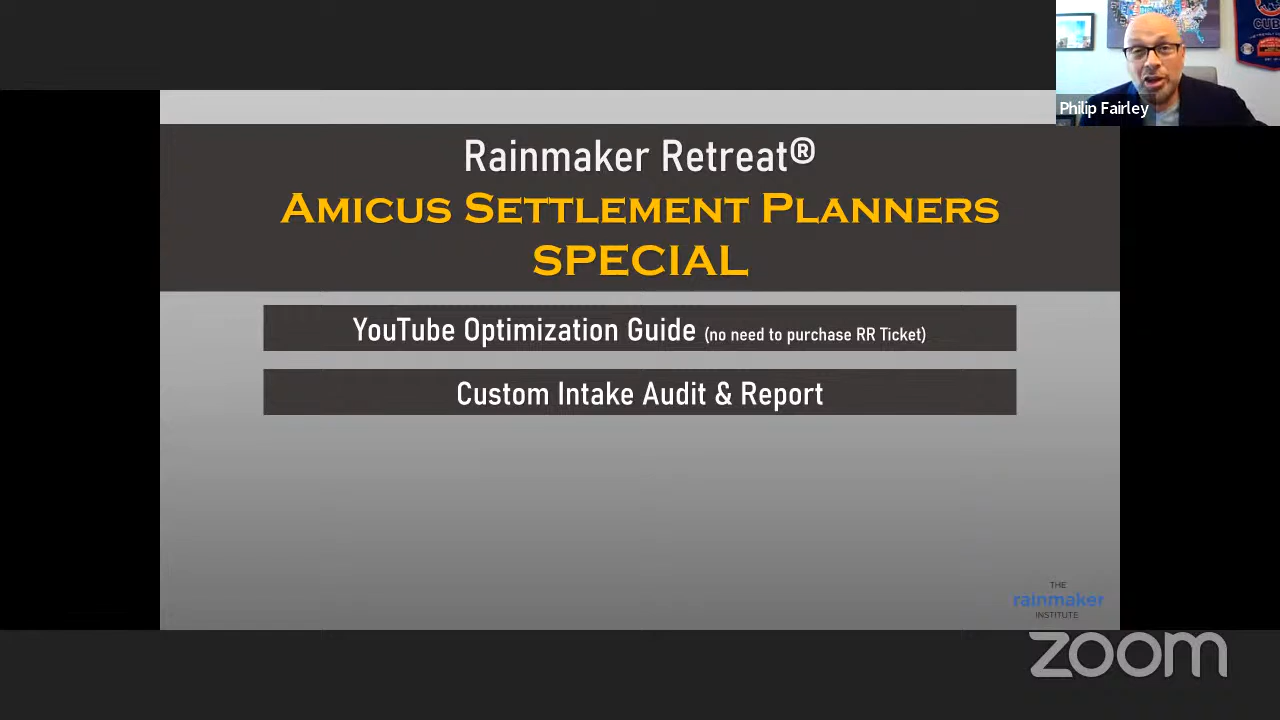 CUBS
Philip Fairley
Rainmaker Retreat®
AMICUS SETTLEMENT PLANNERS
SPECIAL
YouTube Optimization Guide (no need to purchase RR Ticket)
Custom Intake Audit & Report
THE
rainmaker
INSTITUTE
zoom